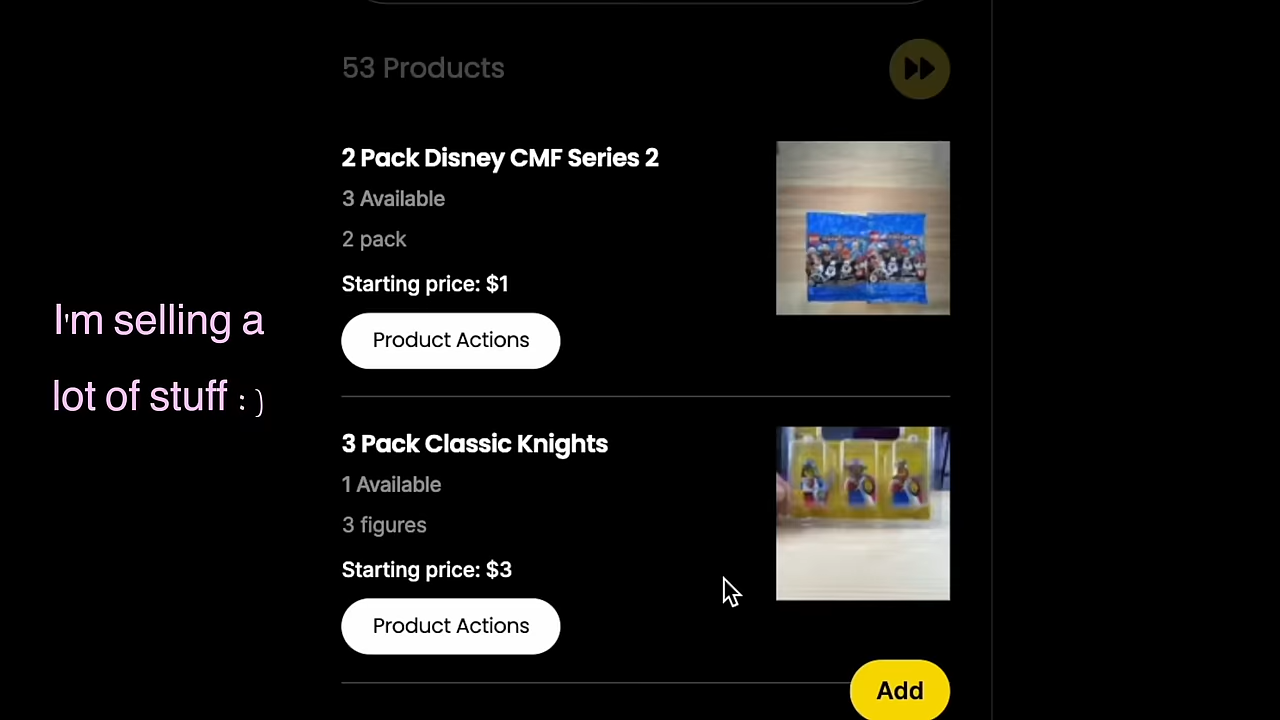 53 Products
2 Pack Disney CMF Series 2
3 Available
2 pack
Starting price: $1
Product Actions
I'm selling a
lot of stuff : )
3 Pack Classic Knights
1 Available
3 figures
Starting price: $3
Product Actions
Add